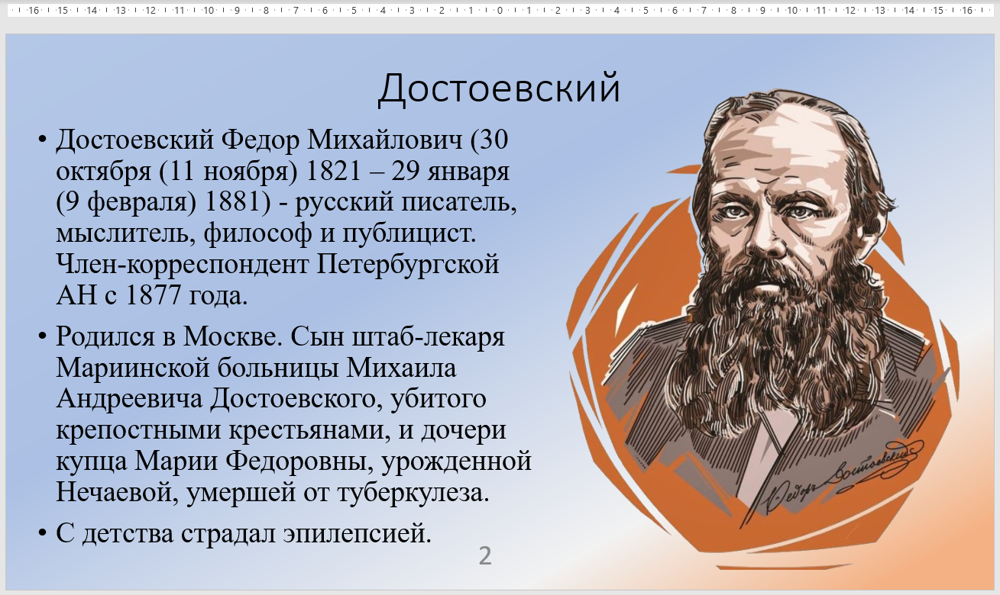 16 · 15 · 14 · 13 · 12 · 11 · 10 · 9 · 8 · 7 · 6 · 5 · 4 · 3 · 2 · 1 · 0 · 1 · 2 · 3 · 4 · 5 · 6 · 7 · 8 · 9 · 10 · 11 · 12 · 13 · 14 · 15 · 16
Достоевский
• Достоевский Федор Михайлович (30
октября (11 ноября) 1821 – 29 января
(9 февраля) 1881) - русский писатель,
мыслитель, философ и публицист.
Член-корреспондент Петербургской
АН с 1877 года.
• Родился в Москве. Сын штаб-лекаря
Мариинской больницы Михаила
Андреевича Достоевского, убитого
крепостными крестьянами, и дочери
купца Марии Федоровны, урожденной
Нечаевой, умершей от туберкулеза.
• С детства страдал эпилепсией.
Федоръ Достоевскій
2